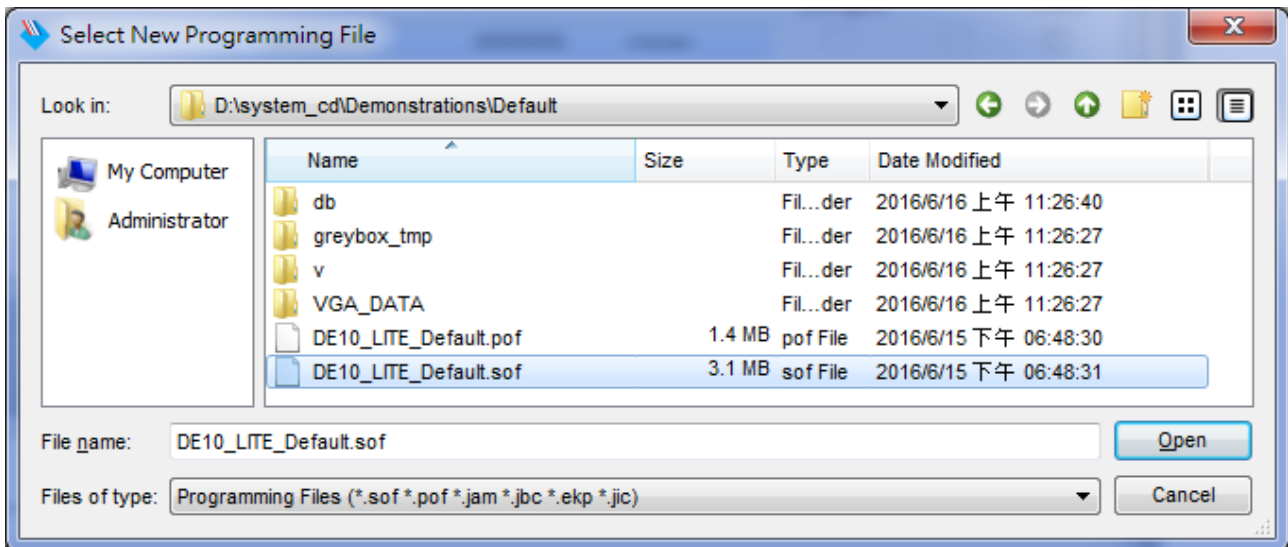 Select New Programming File
Look in: D:\system_cd\Demonstrations\Default
My Computer
Administrator
Name Size Type Date Modified
db Fil...der 2016/6/16 上午 11:26:40
greybox_tmp Fil...der 2016/6/16 上午 11:26:27
v Fil...der 2016/6/16 上午 11:26:27
VGA_DATA Fil...der 2016/6/16 上午 11:26:27
DE10_LITE_Default.pof 1.4 MB pof File 2016/6/15 下午 06:48:30
DE10_LITE_Default.sof 3.1 MB sof File 2016/6/15 下午 06:48:31
File name: DE10_LITE_Default.sof Open
Files of type: Programming Files (*.sof *.pof *.jam *.jbc *.ekp *.jic) Cancel